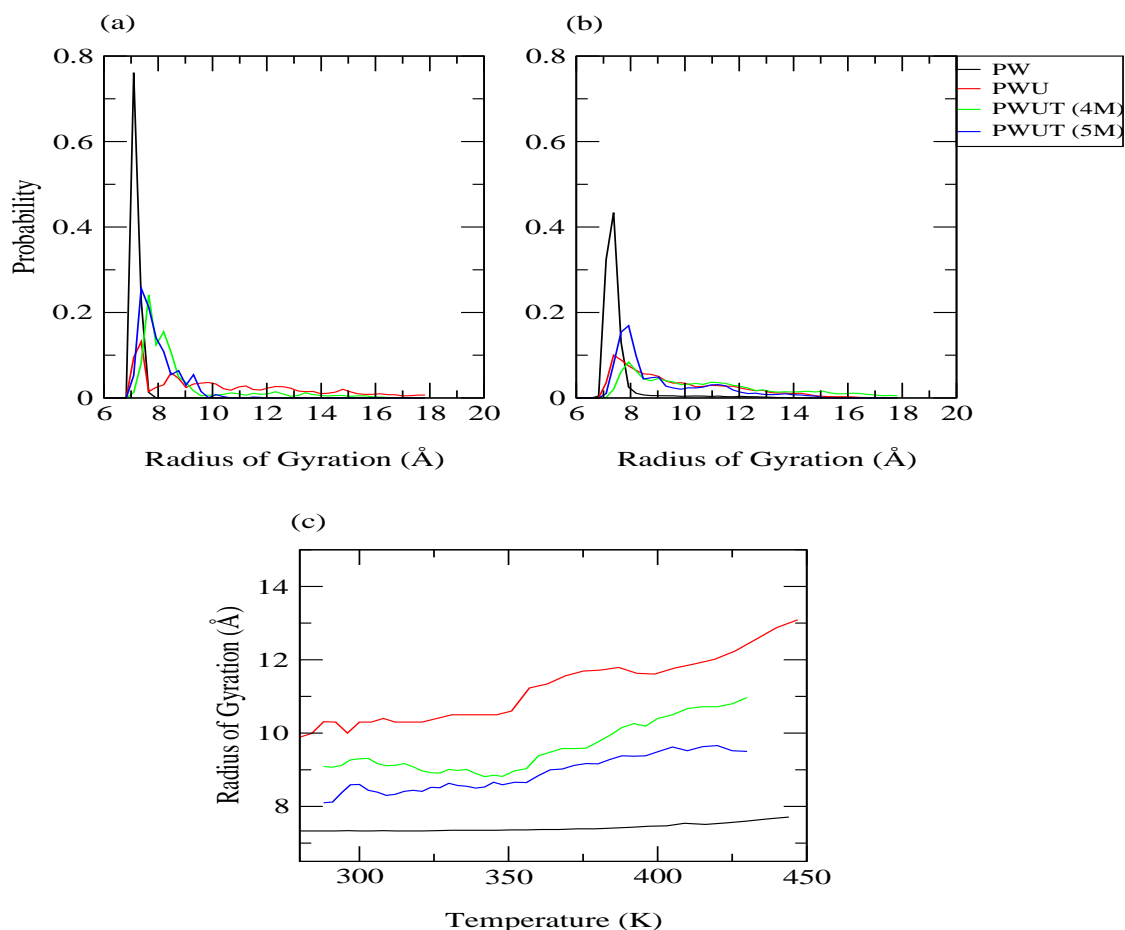 (a)
(b)
0.8
0.6
0.4
0.2
0
6 8 10 12 14 16 18 20
Probability
Radius of Gyration (Å)
0.8
0.6
0.4
0.2
0
6 8 10 12 14 16 18 20
Radius of Gyration (Å)
PW
PWU
PWUT (4M)
PWUT (5M)
(c)
14
12
10
8
300 350 400 450
Radius of Gyration (Å)
Temperature (K)